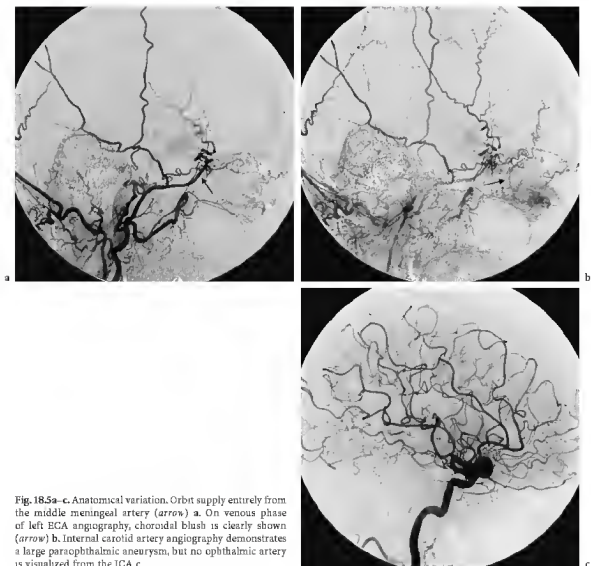 a
b
Fig. 18.5a–c. Anatomical variation. Orbit supply entirely from
the middle meningeal artery (arrow) a. On venous phase
of left ECA angiography, choroidal blush is clearly shown
(arrow) b. Internal carotid artery angiography demonstrates
a large paraophthalmic aneurysm, but no ophthalmic artery
is visualized from the ICA c
c